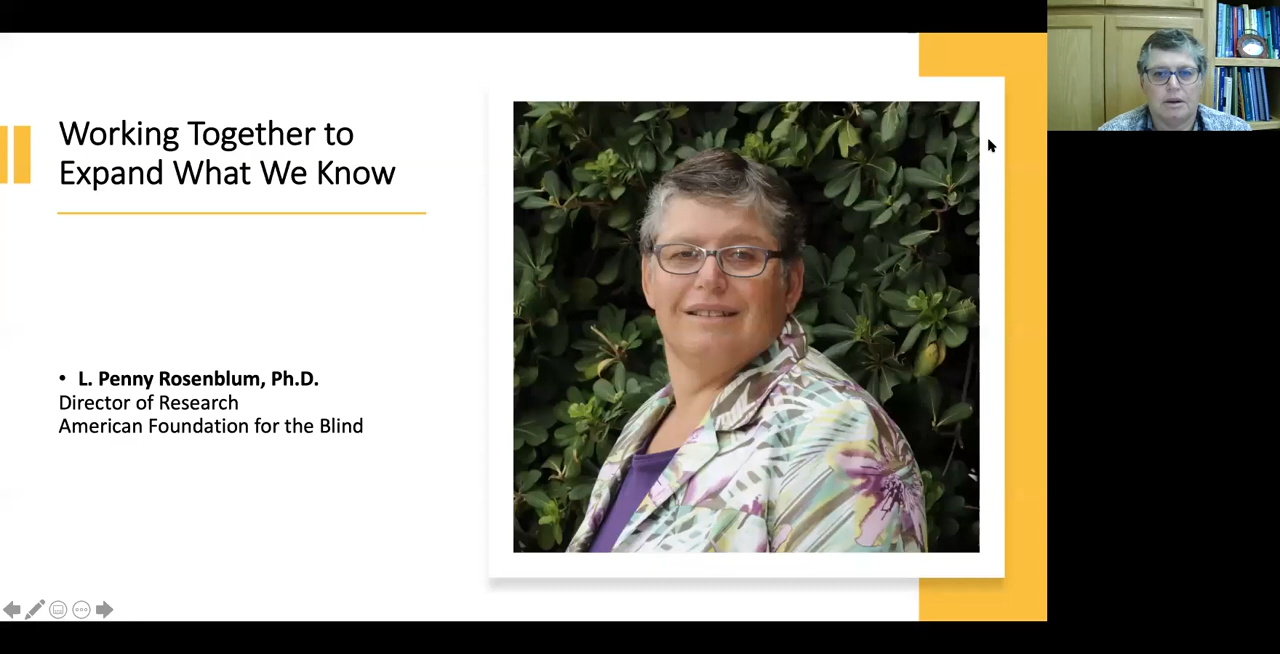 Working Together to
Expand What We Know
• L. Penny Rosenblum, Ph.D.
Director of Research
American Foundation for the Blind